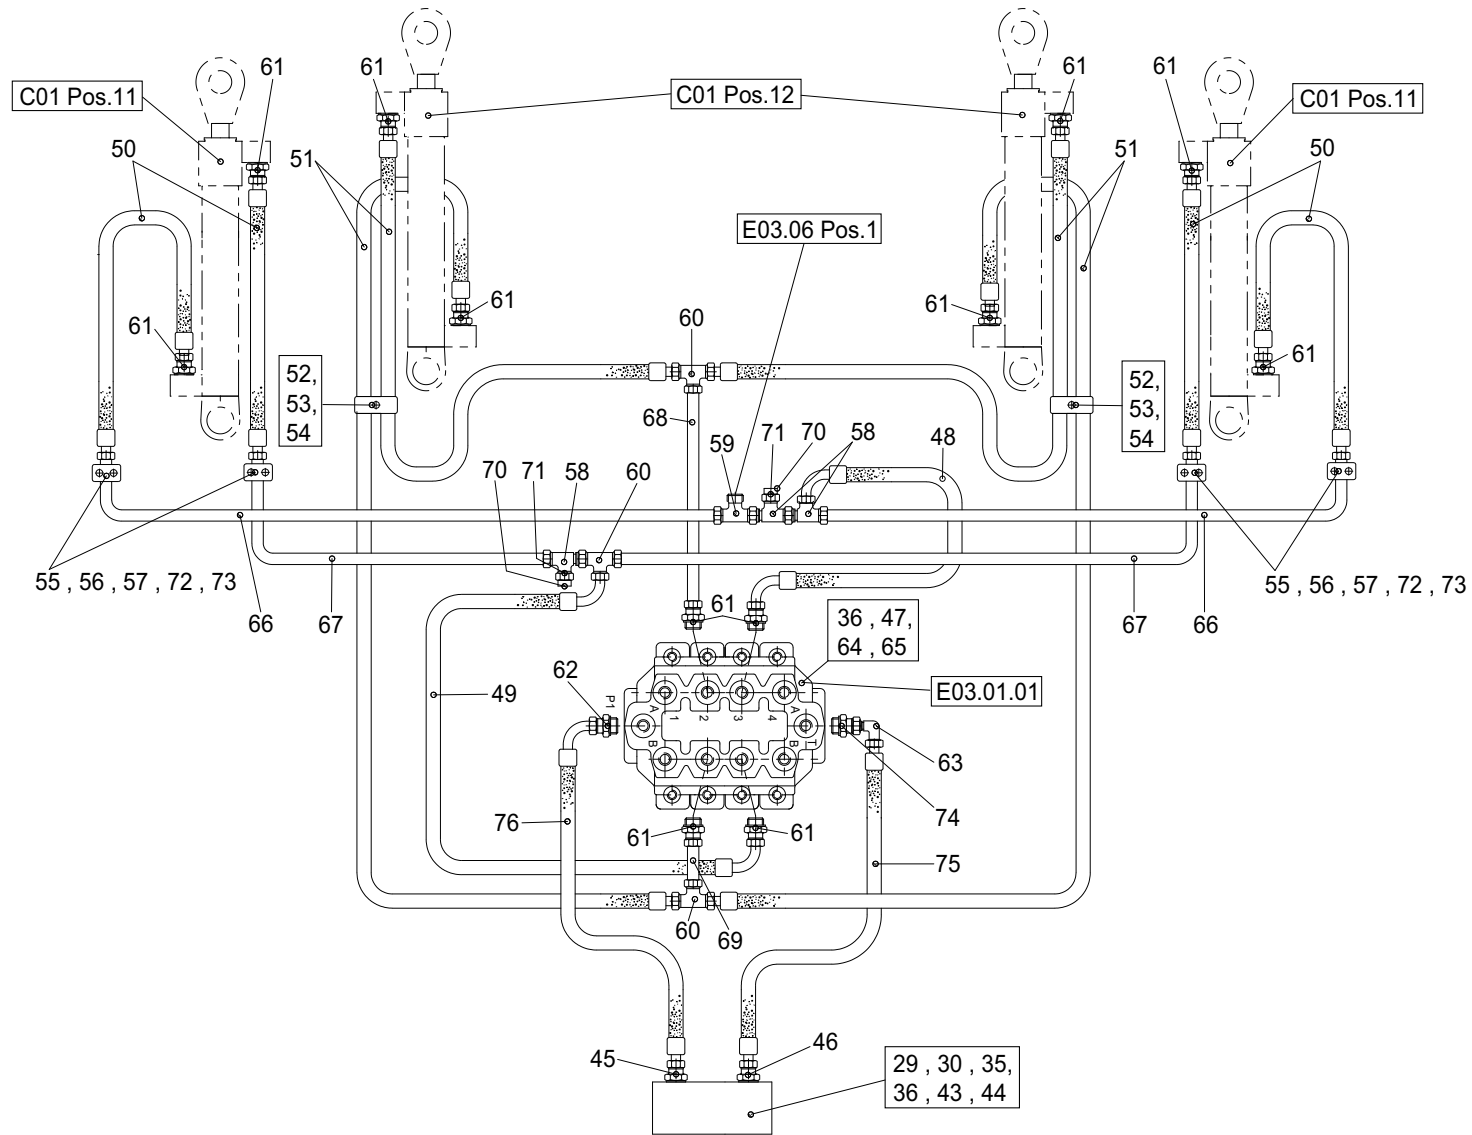 61
61
C01 Pos.12
61
61
C01 Pos.11
C01 Pos.11
50
51
51
50
E03.06 Pos.1
61
61
61
60
61
52,
53,
54
52,
53,
54
68
59
71
70
58
48
70
71
58
60
55 , 56 , 57 , 72 , 73
55 , 56 , 57 , 72 , 73
66
67
61
67
66
36 , 47,
64 , 65
62
49
P1
E03.01.01
A
1
2
3
4
A
B
B
T
63
76
61
61
74
75
60
69
45
46
29 , 30 , 35,
36 , 43 , 44